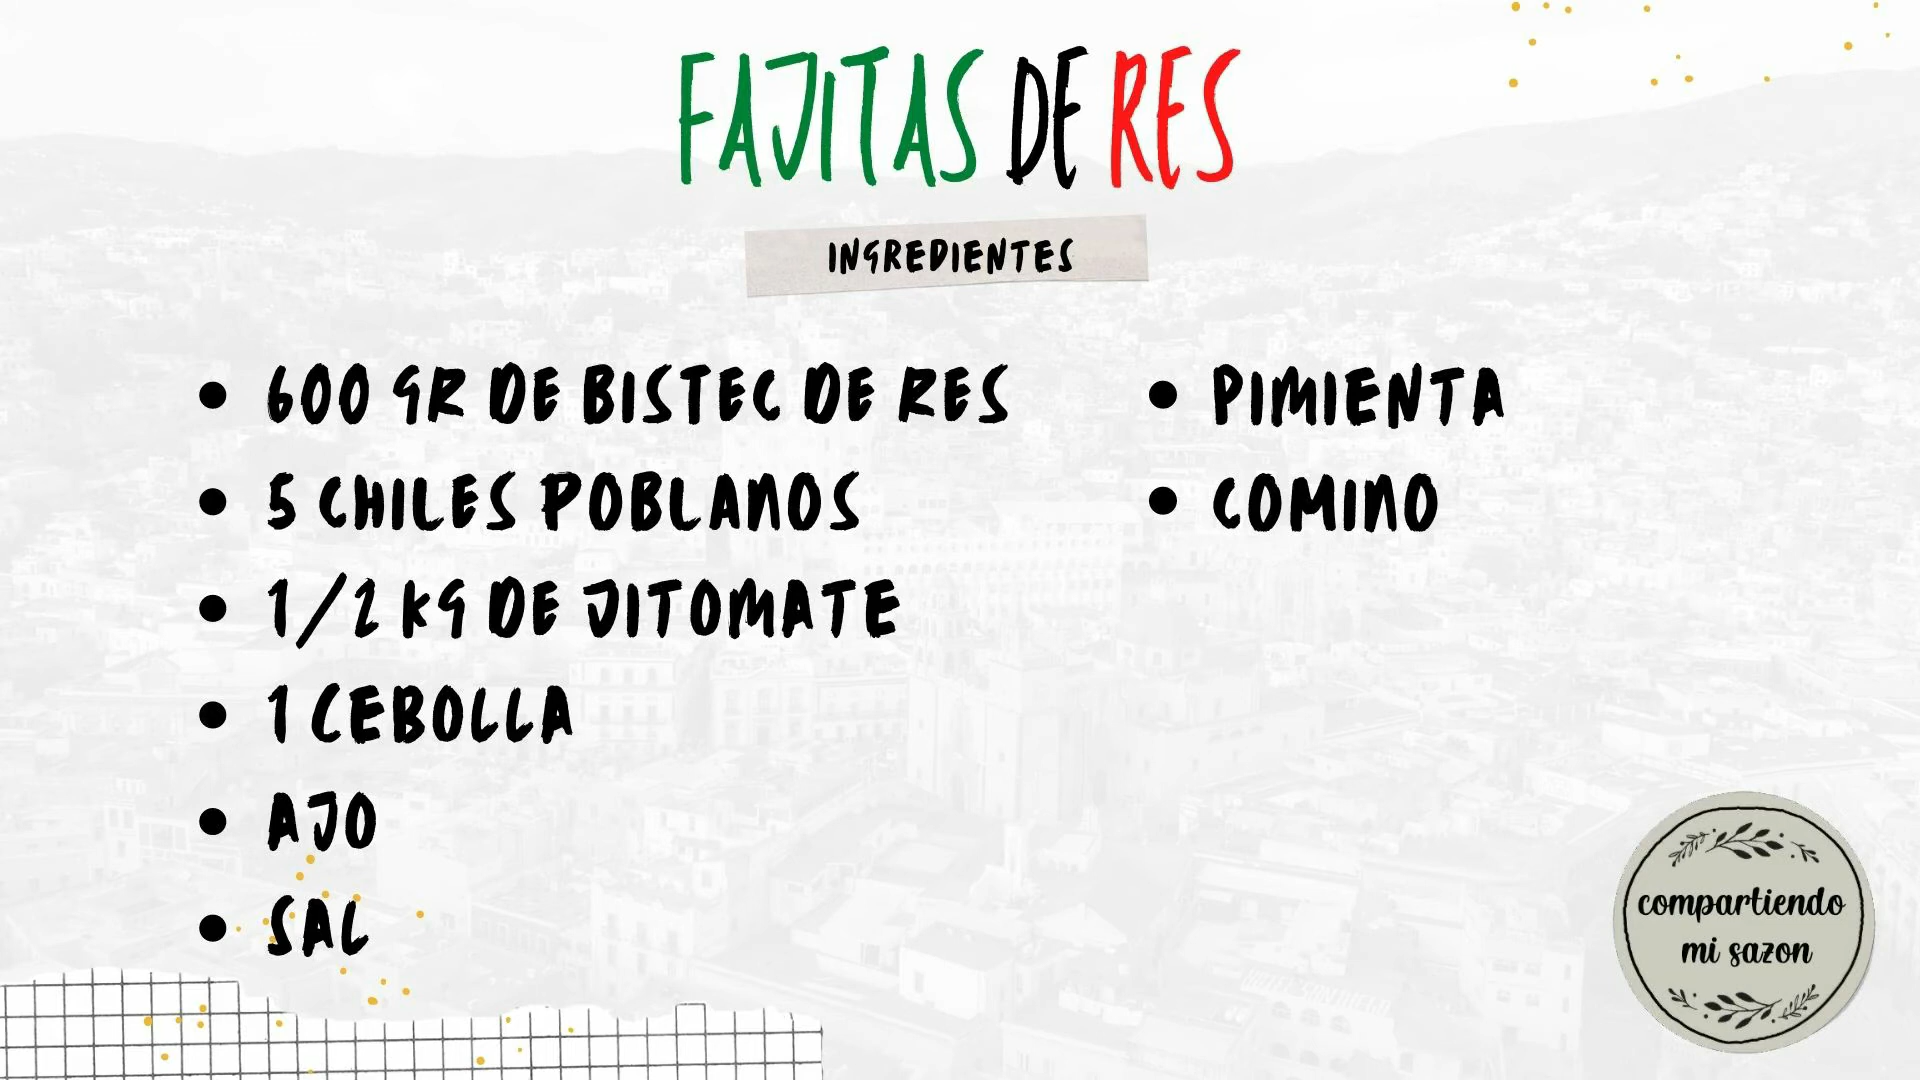 FAJITAS DE RES
INGREDIENTES
600 GR DE BISTEC DE RES
5 CHILES POBLANOS
1/2 KG DE JITOMATE
1 CEBOLLA
AJO
SAL
PIMIENTA
COMINO
compartiendo
mi sazon